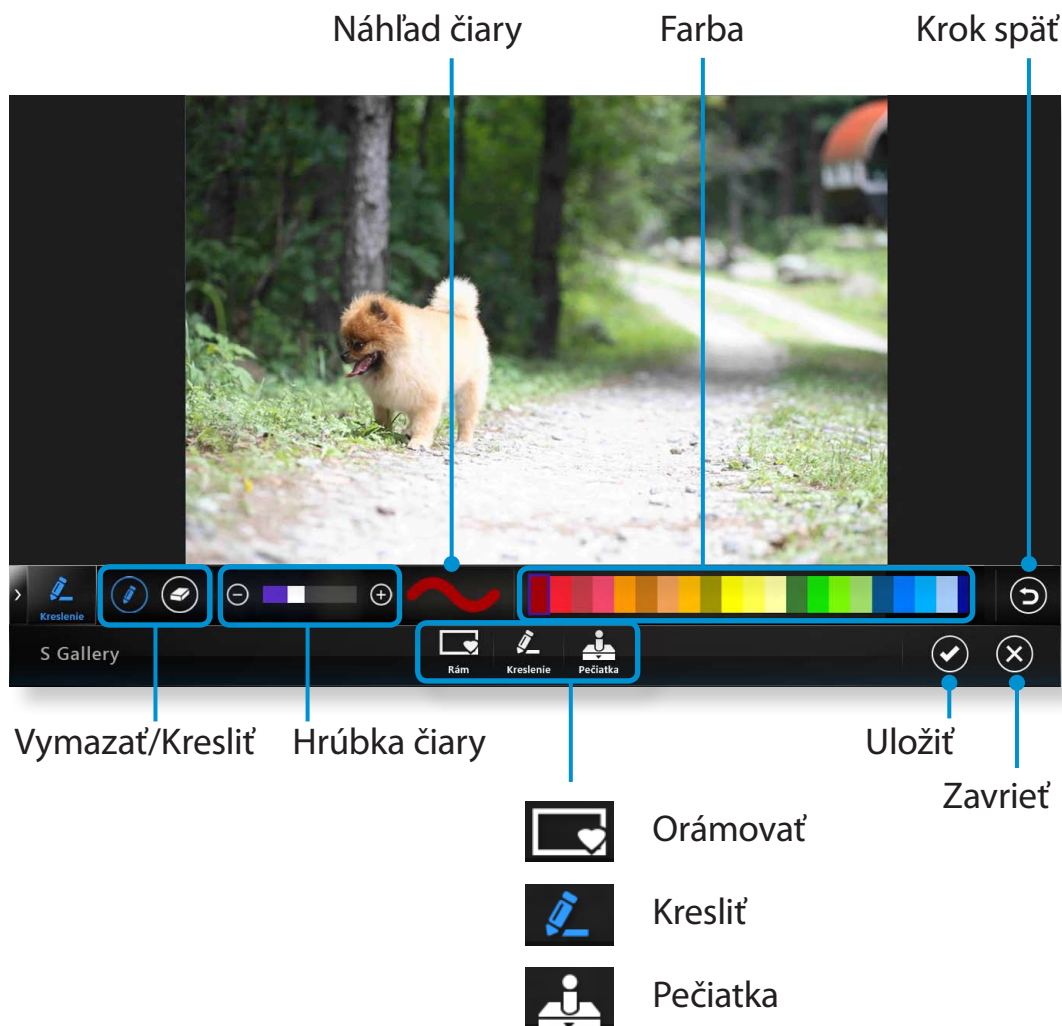 Náhľad čiary
Farba
Krok späť
Kreslenie
S Gallery
Rám
Kreslenie
Pečiatka
Vymazať/Kresliť
Hrúbka čiary
Uložiť
Zavrieť
Orámovať
Kresliť
Pečiatka